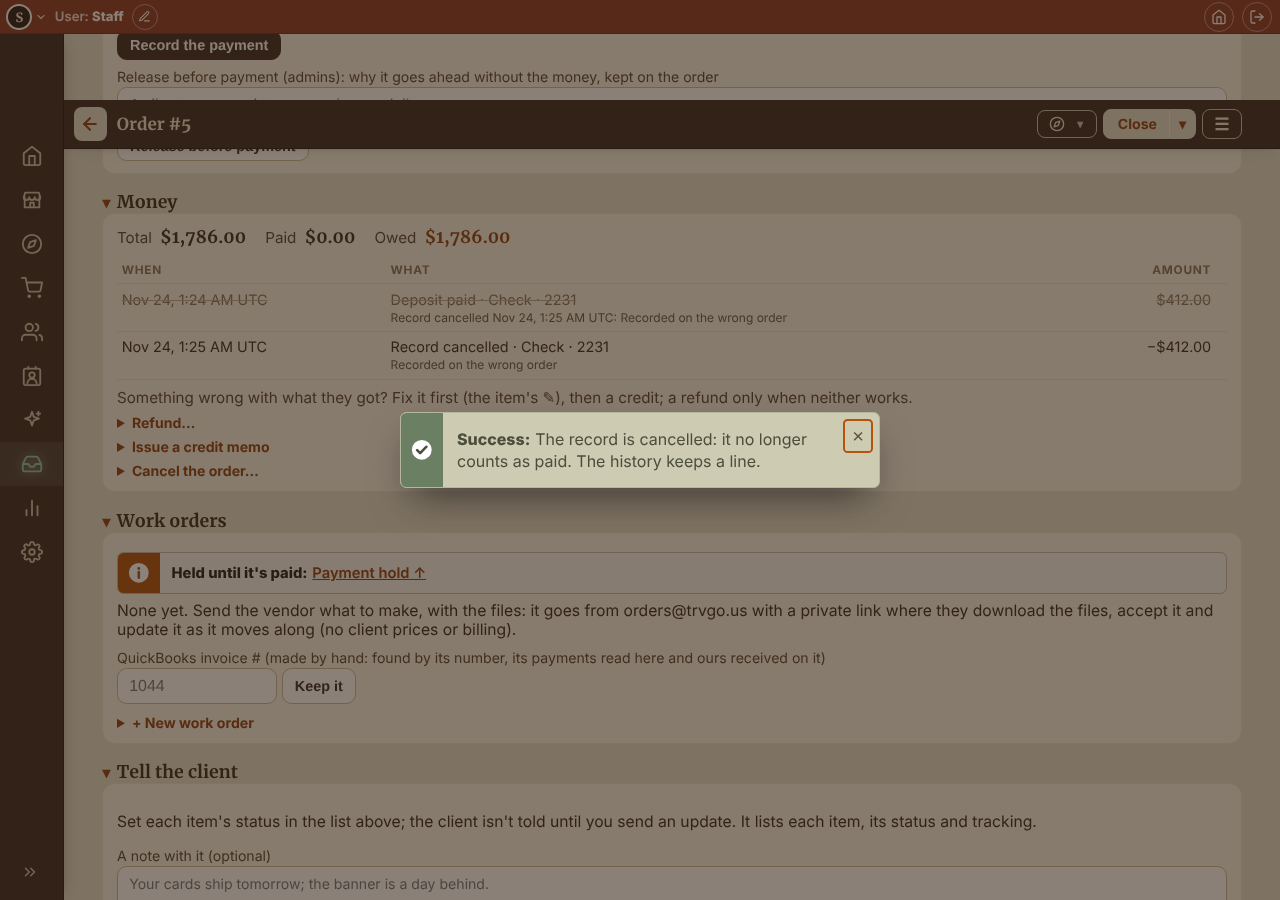 S
User: Staff
Record the payment
Release before payment (admins): why it goes ahead without the money, kept on the order
Order #5
Close
Money
Total $1,786.00 Paid $0.00 Owed $1,786.00
WHEN WHAT AMOUNT
Nov 24, 1:24 AM UTC Deposit paid · Check · 2231 $412.00
Record cancelled Nov 24, 1:25 AM UTC: Recorded on the wrong order
Nov 24, 1:25 AM UTC Record cancelled · Check · 2231 −$412.00
Recorded on the wrong order
Something wrong with what they got? Fix it first (the item's ✎), then a credit; a refund only when neither works.
Refund…
Issue a credit memo
Cancel the order…
Success: The record is cancelled: it no longer
counts as paid. The history keeps a line.
Work orders
Held until it's paid: Payment hold ↑
None yet. Send the vendor what to make, with the files: it goes from orders@trvgo.us with a private link where they download the files, accept it and
update it as it moves along (no client prices or billing).
QuickBooks invoice # (made by hand: found by its number, its payments read here and ours received on it)
1044 Keep it
+ New work order
Tell the client
Set each item's status in the list above; the client isn't told until you send an update. It lists each item, its status and tracking.
A note with it (optional)
Your cards ship tomorrow; the banner is a day behind.